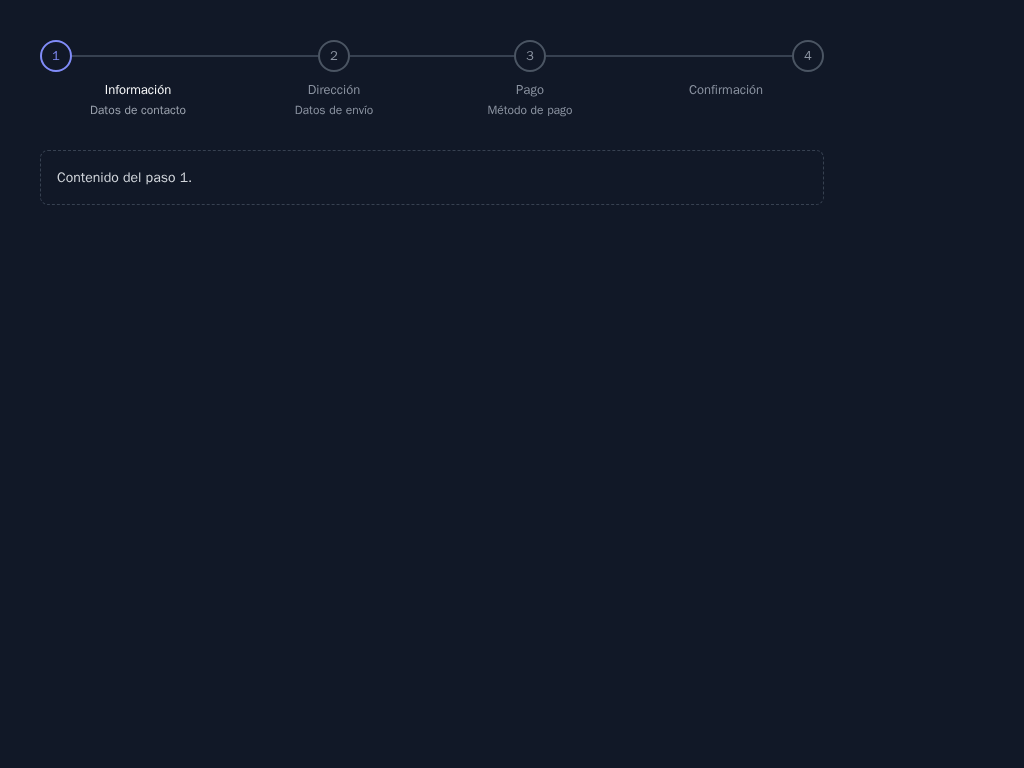 1
2
3
4
Información
Dirección
Pago
Confirmación
Datos de contacto
Datos de envío
Método de pago
Contenido del paso 1.